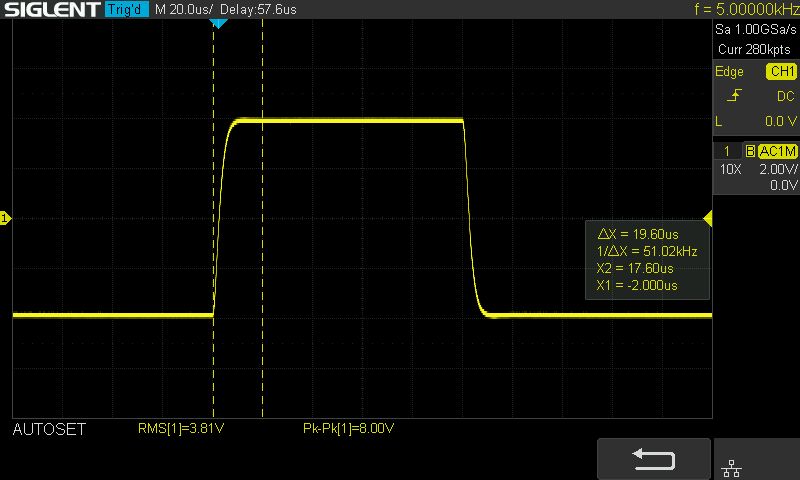 SIGLENT Trig'd M 20.0us/ Delay:57.6us f = 5.00000kHz
Sa 1.00GSa/s
Curr 280kpts
Edge CH1
DC
L 0.0 V
1 B AC1M
10X 2.00V/
0.0V
1
ΔX = 19.60us
1/ΔX = 51.02kHz
X2 = 17.60us
X1 = -2.000us
AUTOSET RMS[1]=3.81V Pk-Pk[1]=8.00V